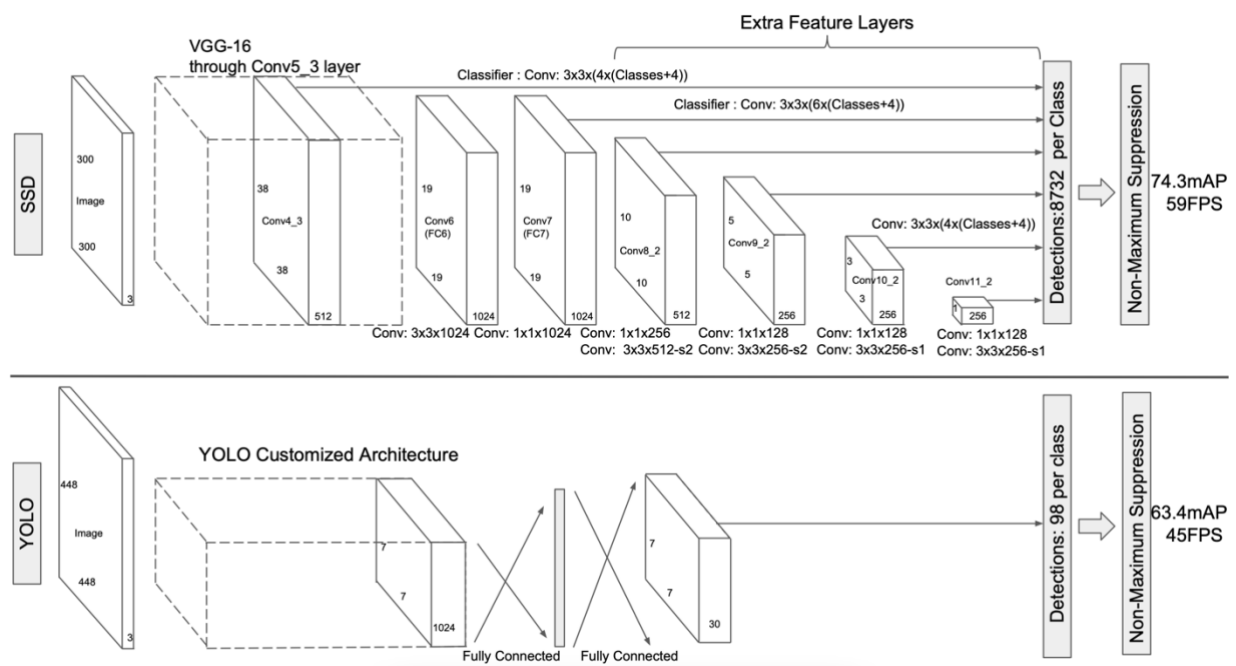 Extra Feature Layers
VGG-16
through Conv5_3 layer
Classifier : Conv: 3x3x(4x(Classes+4))
Classifier : Conv: 3x3x(6x(Classes+4))
SSD
300
Image
300
3
38
Conv4_3
38
512
19
Conv6
(FC6)
19
1024
19
Conv7
(FC7)
19
1024
10
Conv8_2
10
512
5
Conv9_2
5
256
Conv: 3x3x(4x(Classes+4))
3
Conv10_2
3
256
Conv11_2
1
256
Conv: 3x3x1024
Conv: 1x1x1024
Conv: 1x1x256
Conv: 3x3x512-s2
Conv: 1x1x128
Conv: 3x3x256-s2
Conv: 1x1x128
Conv: 3x3x256-s1
Conv: 1x1x128
Conv: 3x3x256-s1
Detections:8732 per Class
Non-Maximum Suppression
74.3mAP
59FPS
YOLO
448
Image
448
3
YOLO Customized Architecture
7
7
1024
Fully Connected
Fully Connected
7
7
30
Detections: 98 per class
Non-Maximum Suppression
63.4mAP
45FPS